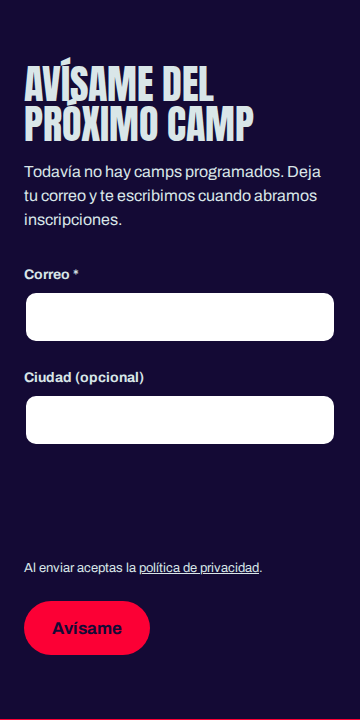 AVÍSAME DEL
PRÓXIMO CAMP
Todavía no hay camps programados. Deja
tu correo y te escribimos cuando abramos
inscripciones.
Correo *
Ciudad (opcional)
Al enviar aceptas la política de privacidad.
Avísame